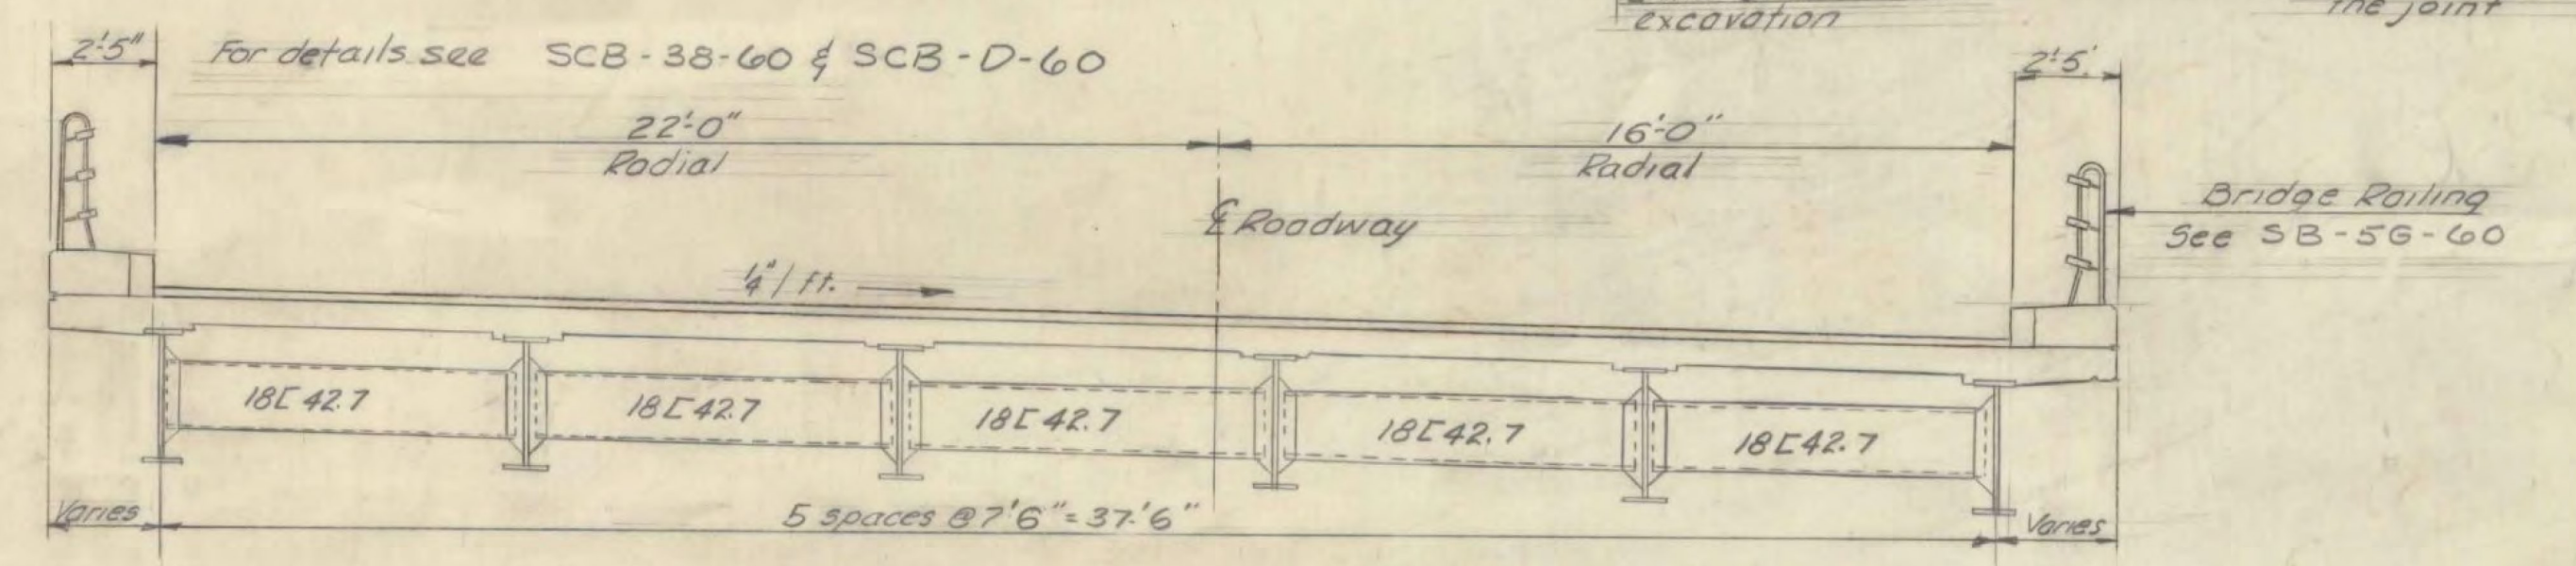 excavation
the joint
2'-5"
For details see SCB-38-60 & SCB-D-60
2'-5'
22'-0"
Radial
16'-0"
Radial
℄ Roadway
Bridge Railing
See SB-5G-60
1/4"/ft.
18[42.7
18[42.7
18[42.7
18[42.7
18[42.7
Varies
5 spaces @ 7'6" = 37'-6"
Varies